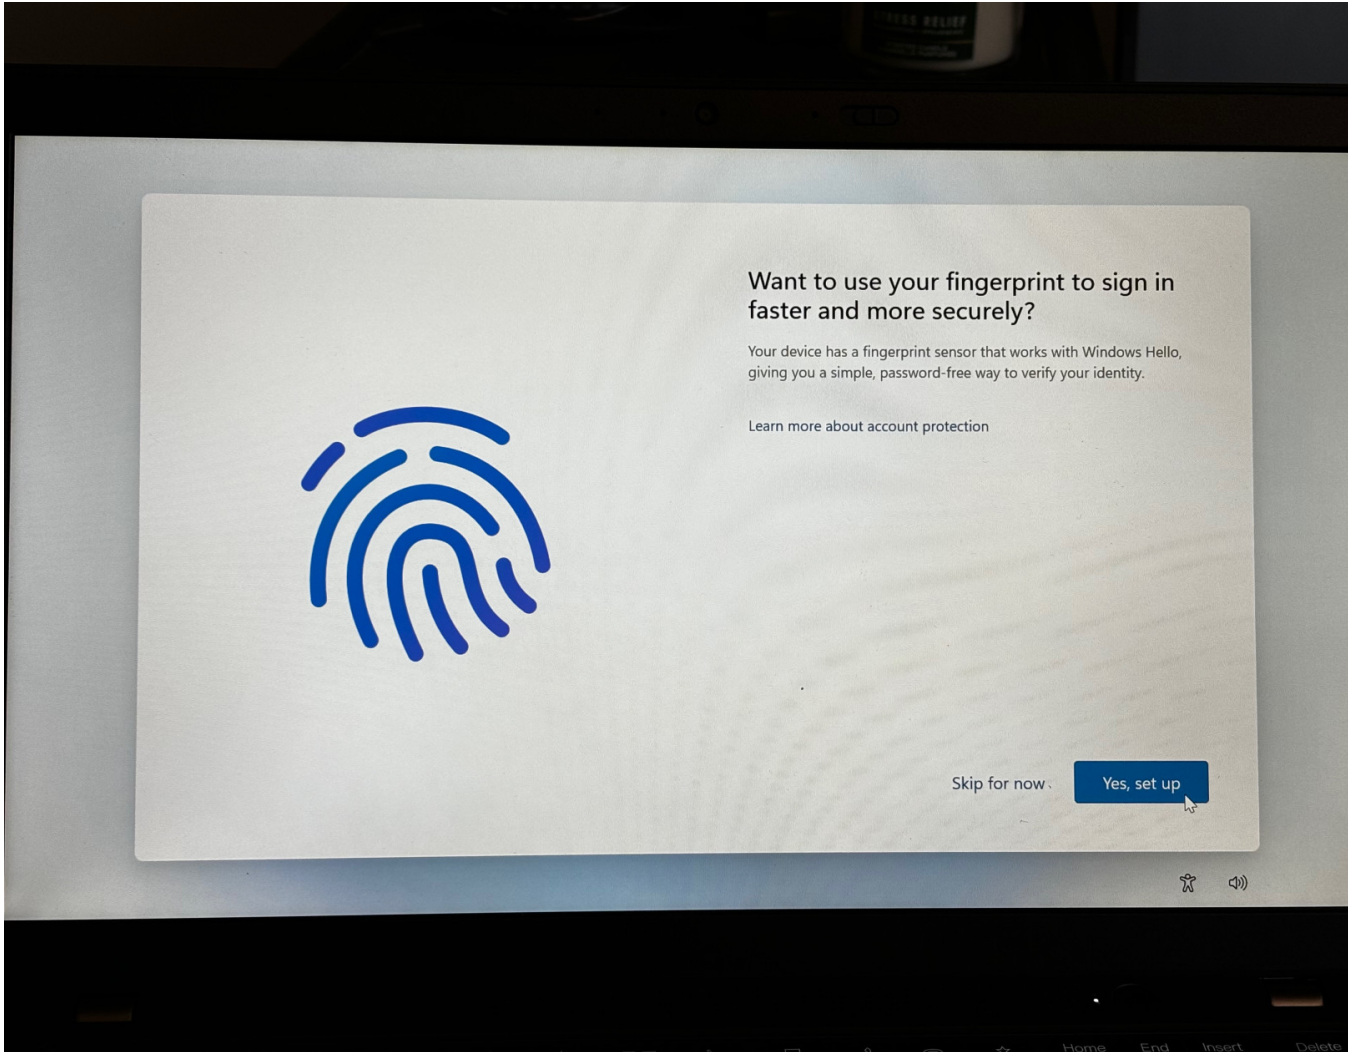 STRESS RELIEF
Want to use your fingerprint to sign in
faster and more securely?
Your device has a fingerprint sensor that works with Windows Hello,
giving you a simple, password-free way to verify your identity.
Learn more about account protection
Skip for now
Yes, set up
Home End Insert Delete